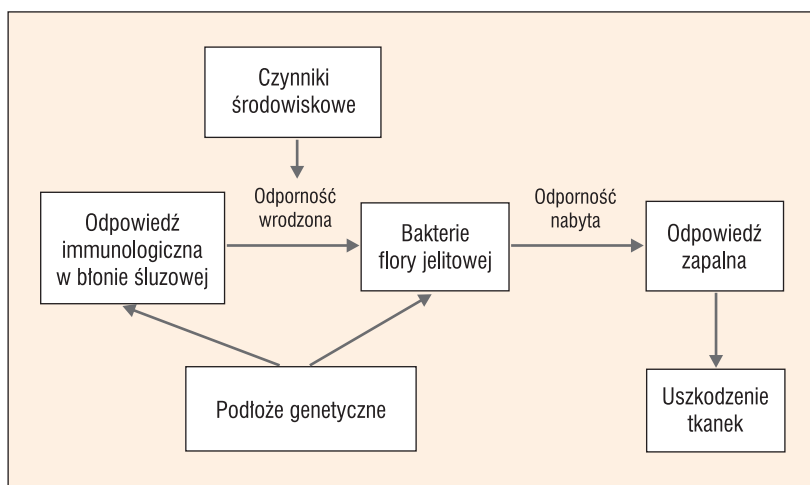 Czynniki
środowiskowe
Odporność
wrodzona
Odporność
nabyta
Odpowiedź
immunologiczna
w błonie śluzowej
Bakterie
flory jelitowej
Odpowiedź
zapalna
Podłoże genetyczne
Uszkodzenie
tkanek